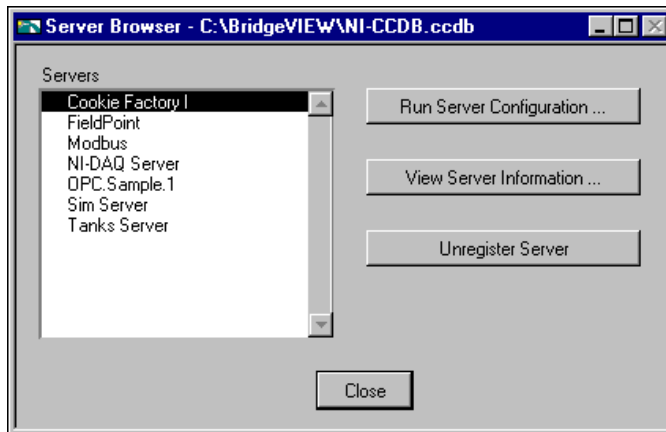 Server Browser - C:\BridgeVIEW\NI-CCDB.ccdb
Servers
Cookie Factory I
FieldPoint
Modbus
NI-DAQ Server
OPC.Sample.1
Sim Server
Tanks Server
Run Server Configuration ...
View Server Information ...
Unregister Server
Close